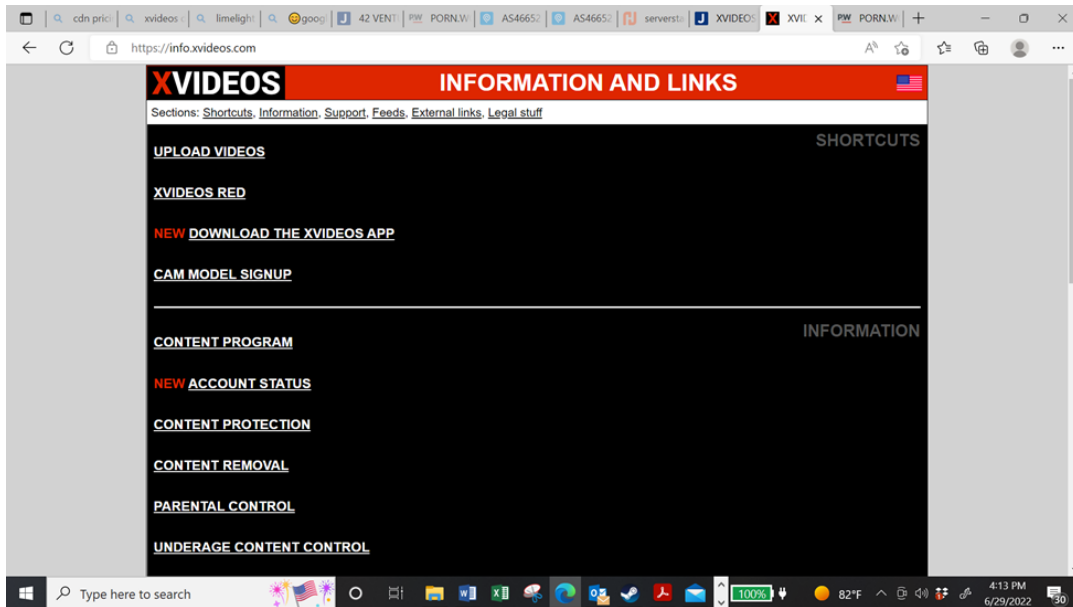 cdn prici
xvideos c
limelight
goog
42 VENT
PORN.W
AS46652
AS46652
serversta
XVIDEOS
XVID
PORN.W
https://info.xvideos.com
XVIDEOS
INFORMATION AND LINKS
Sections: Shortcuts, Information, Support, Feeds, External links, Legal stuff
SHORTCUTS
UPLOAD VIDEOS
XVIDEOS RED
NEW DOWNLOAD THE XVIDEOS APP
CAM MODEL SIGNUP
INFORMATION
CONTENT PROGRAM
NEW ACCOUNT STATUS
CONTENT PROTECTION
CONTENT REMOVAL
PARENTAL CONTROL
UNDERAGE CONTENT CONTROL
Type here to search
100%
82°F
4:13 PM
6/29/2022
30